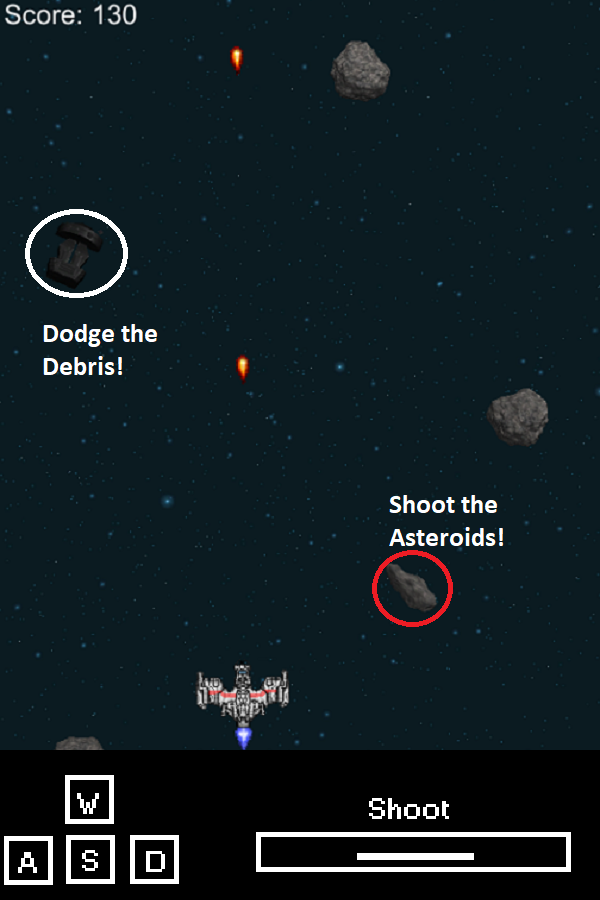 Score: 130
Dodge the
Debris!
Shoot the
Asteroids!
W
Shoot
A S D